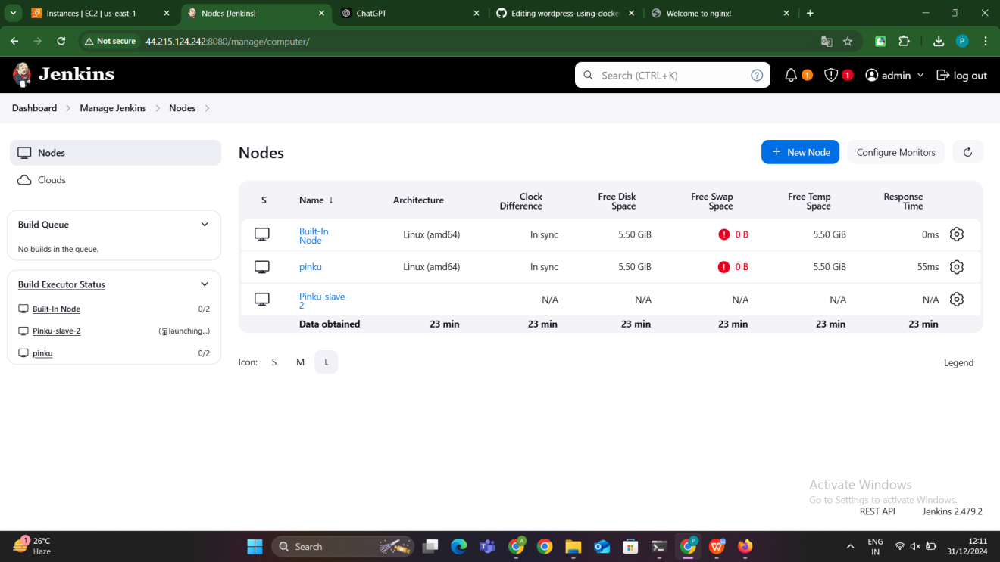 Instances | EC2 | us-east-1
Nodes [Jenkins]
ChatGPT
Editing wordpress-using-docke
Welcome to nginx!
Not secure
44.215.124.242:8080/manage/computer/
P
Jenkins
Search (CTRL+K)
?
1
1
admin
log out
Dashboard
Manage Jenkins
Nodes
Nodes
Clouds
Build Queue
No builds in the queue.
Build Executor Status
Built-In Node
0/2
Pinku-slave-2
(launching...)
pinku
0/2
Nodes
+ New Node
Configure Monitors
S
Name ↓
Architecture
Clock
Difference
Free Disk
Space
Free Swap
Space
Free Temp
Space
Response
Time
Built-In
Node
Linux (amd64)
In sync
5.50 GiB
! 0 B
5.50 GiB
0ms
pinku
Linux (amd64)
In sync
5.50 GiB
! 0 B
5.50 GiB
55ms
Pinku-slave-
2
N/A
N/A
N/A
N/A
N/A
Data obtained
23 min
23 min
23 min
23 min
23 min
23 min
Icon:
S
M
L
Legend
Activate Windows
Go to Settings to activate Windows.
REST API
Jenkins 2.479.2
1
26°C
Haze
Search
A
P
ENG
IN
12:11
31/12/2024